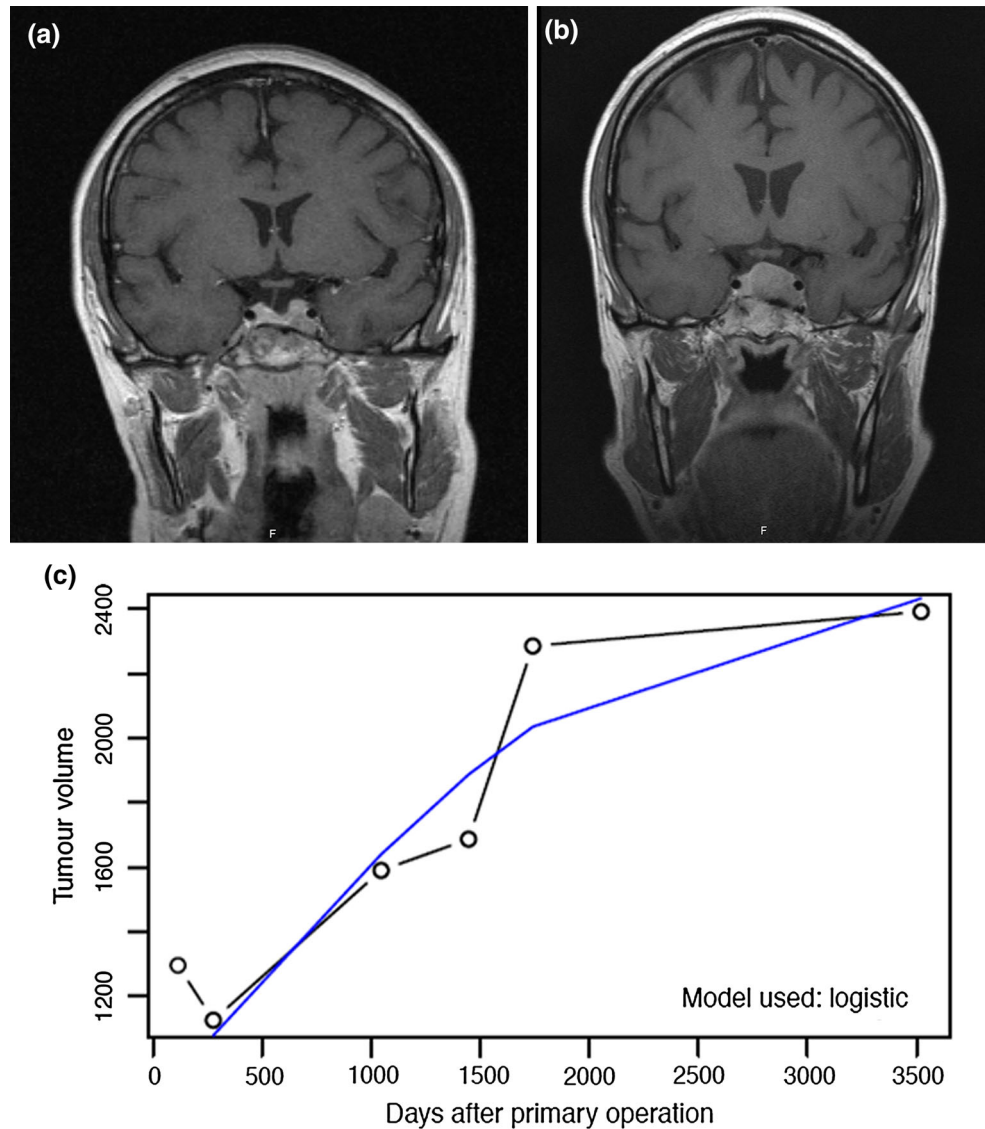 (a)
(b)
F
F
(c)
2400
2000
1600
1200
Tumour volume
Model used: logistic
0 500 1000 1500 2000 2500 3000 3500
Days after primary operation